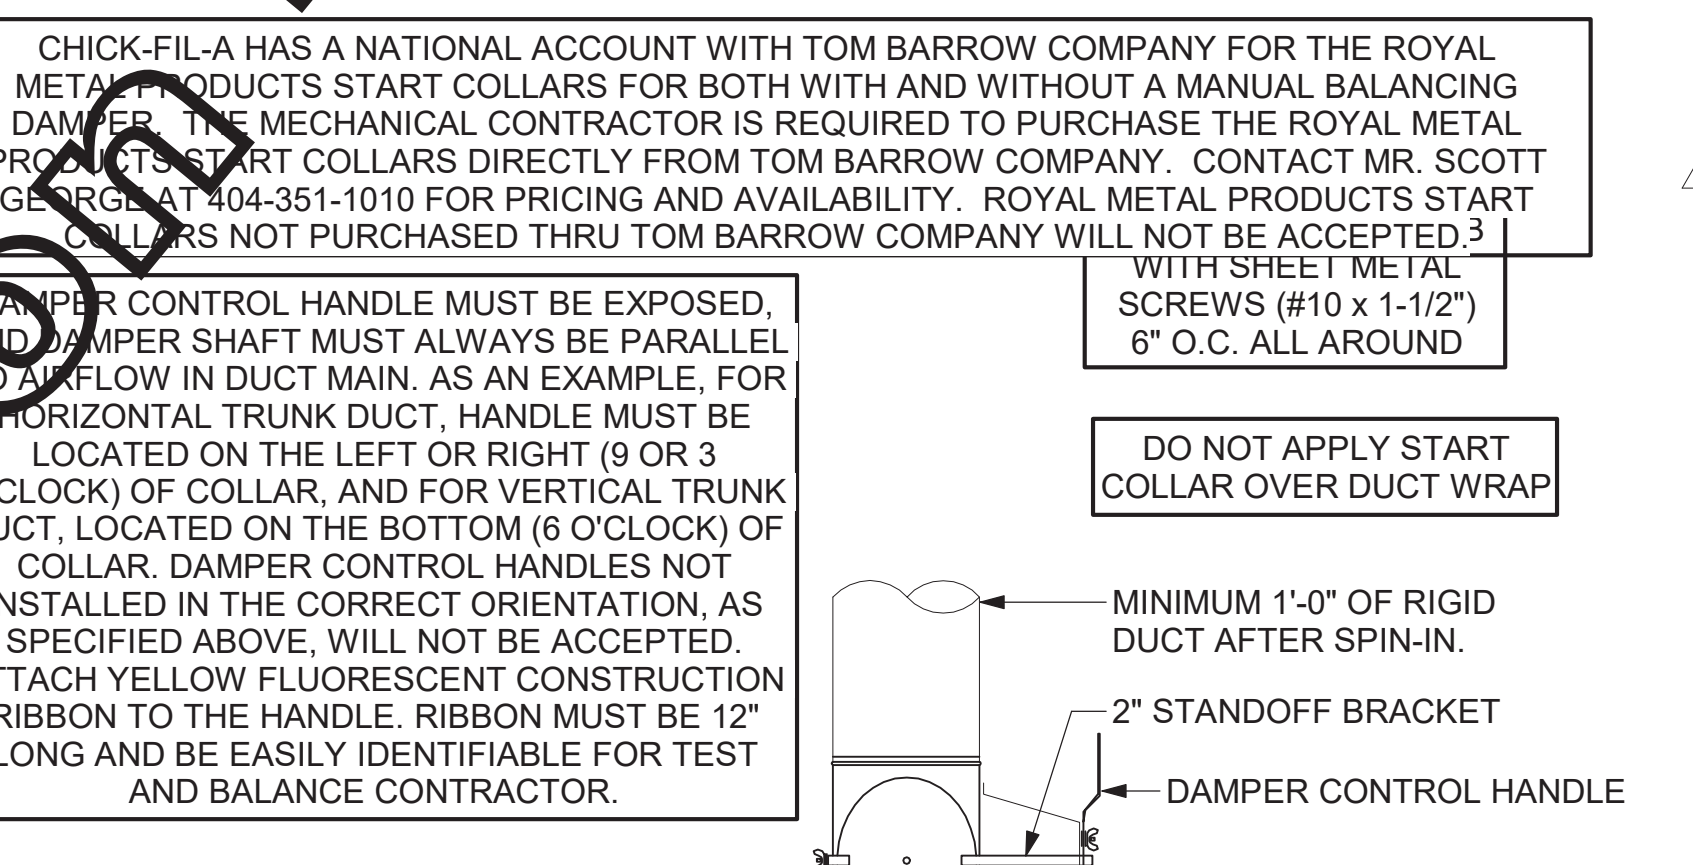 CHICK-FIL-A HAS A NATIONAL ACCOUNT WITH TOM BARROW COMPANY FOR THE ROYAL
METAL PRODUCTS START COLLARS FOR BOTH WITH AND WITHOUT A MANUAL BALANCING
DAMPER. THE MECHANICAL CONTRACTOR IS REQUIRED TO PURCHASE THE ROYAL METAL
PRODUCTS START COLLARS DIRECTLY FROM TOM BARROW COMPANY. CONTACT MR. SCOTT
GEORGE AT 404-351-1010 FOR PRICING AND AVAILABILITY. ROYAL METAL PRODUCTS START
COLLARS NOT PURCHASED THRU TOM BARROW COMPANY WILL NOT BE ACCEPTED.
WITH SHEET METAL
SCREWS (#10 x 1-1/2")
6" O.C. ALL AROUND
AMPER CONTROL HANDLE MUST BE EXPOSED,
ND DAMPER SHAFT MUST ALWAYS BE PARALLEL
O AIRFLOW IN DUCT MAIN. AS AN EXAMPLE, FOR
HORIZONTAL TRUNK DUCT, HANDLE MUST BE
LOCATED ON THE LEFT OR RIGHT (9 OR 3
CLOCK) OF COLLAR, AND FOR VERTICAL TRUNK
UCT, LOCATED ON THE BOTTOM (6 O'CLOCK) OF
COLLAR. DAMPER CONTROL HANDLES NOT
NSTALLED IN THE CORRECT ORIENTATION, AS
SPECIFIED ABOVE, WILL NOT BE ACCEPTED.
TTACH YELLOW FLUORESCENT CONSTRUCTION
RIBBON TO THE HANDLE. RIBBON MUST BE 12"
LONG AND BE EASILY IDENTIFIABLE FOR TEST
AND BALANCE CONTRACTOR.
DO NOT APPLY START
COLLAR OVER DUCT WRAP
MINIMUM 1'-0" OF RIGID
DUCT AFTER SPIN-IN.
2" STANDOFF BRACKET
DAMPER CONTROL HANDLE